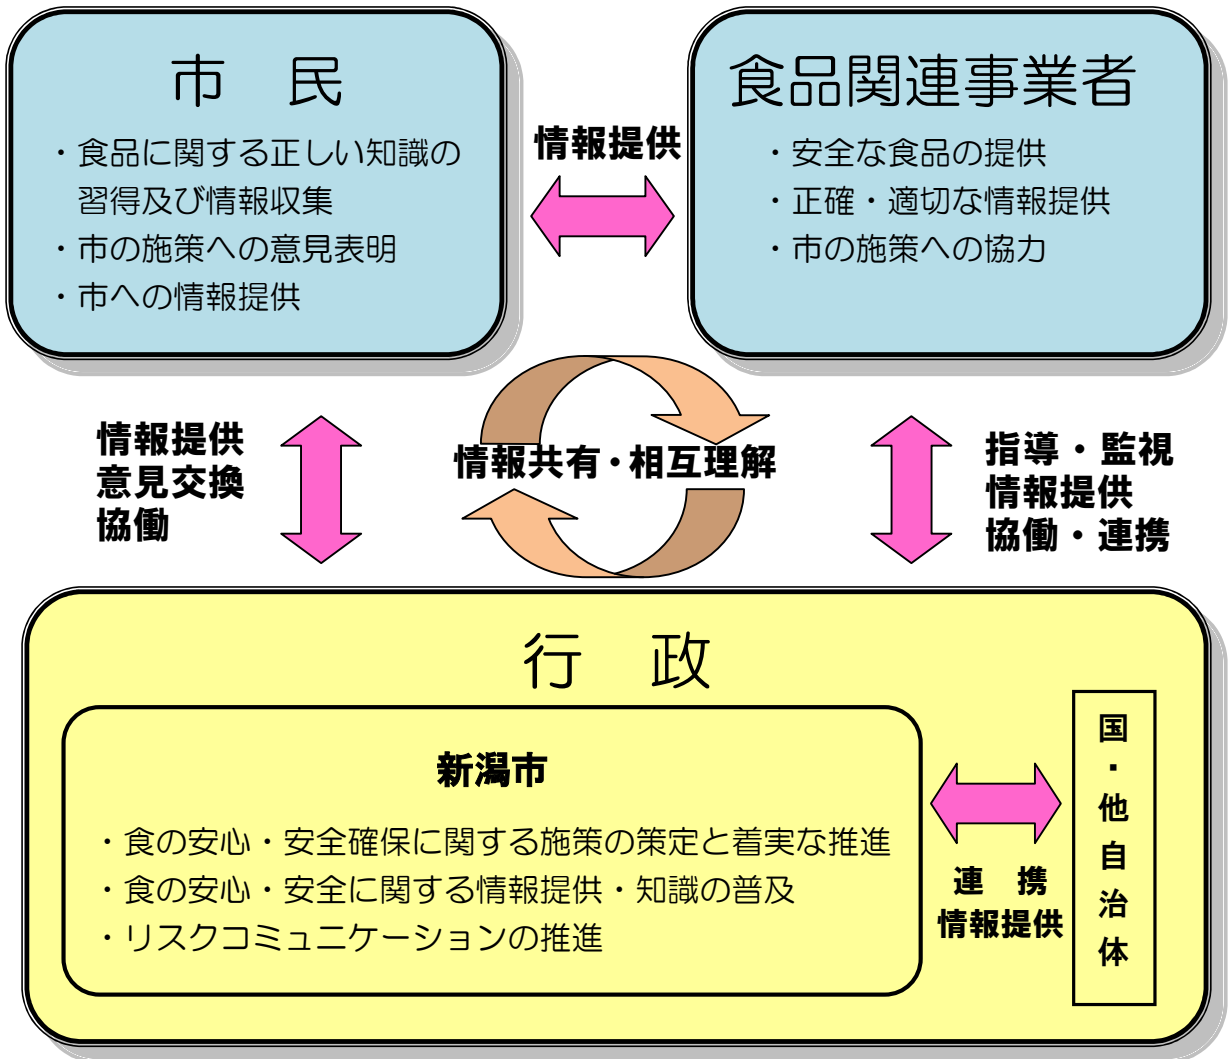 市　民
・食品に関する正しい知識の
習得及び情報収集
・市の施策への意見表明
・市への情報提供
情報提供
食品関連事業者
・安全な食品の提供
・正確・適切な情報提供
・市の施策への協力
情報提供
意見交換
協働
情報共有・相互理解
指導・監視
情報提供
協働・連携
行　政
新潟市
・食の安心・安全確保に関する施策の策定と着実な推進
・食の安心・安全に関する情報提供・知識の普及
・リスクコミュニケーションの推進
連　携
情報提供
国・他自治体